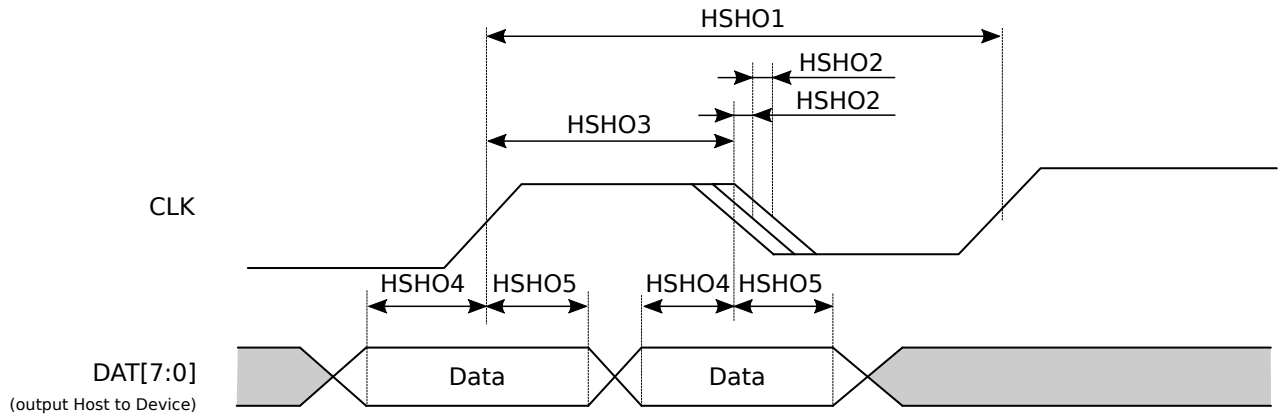 HSHO1
HSHO2
HSHO2
HSHO3
CLK
HSHO4 HSHO5 HSHO4 HSHO5
DAT[7:0] Data Data
(output Host to Device)